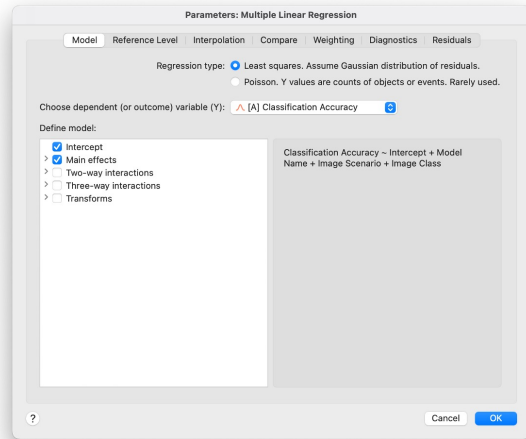 Parameters: Multiple Linear Regression
Model Reference Level Interpolation Compare Weighting Diagnostics Residuals
Regression type: Least squares. Assume Gaussian distribution of residuals.
Poisson. Y values are counts of objects or events. Rarely used.
Choose dependent (or outcome) variable (Y): [A] Classification Accuracy
Define model:
Intercept
Main effects
Two-way interactions
Three-way interactions
Transforms
Classification Accuracy ~ Intercept + Model
Name + Image Scenario + Image Class
? Cancel OK